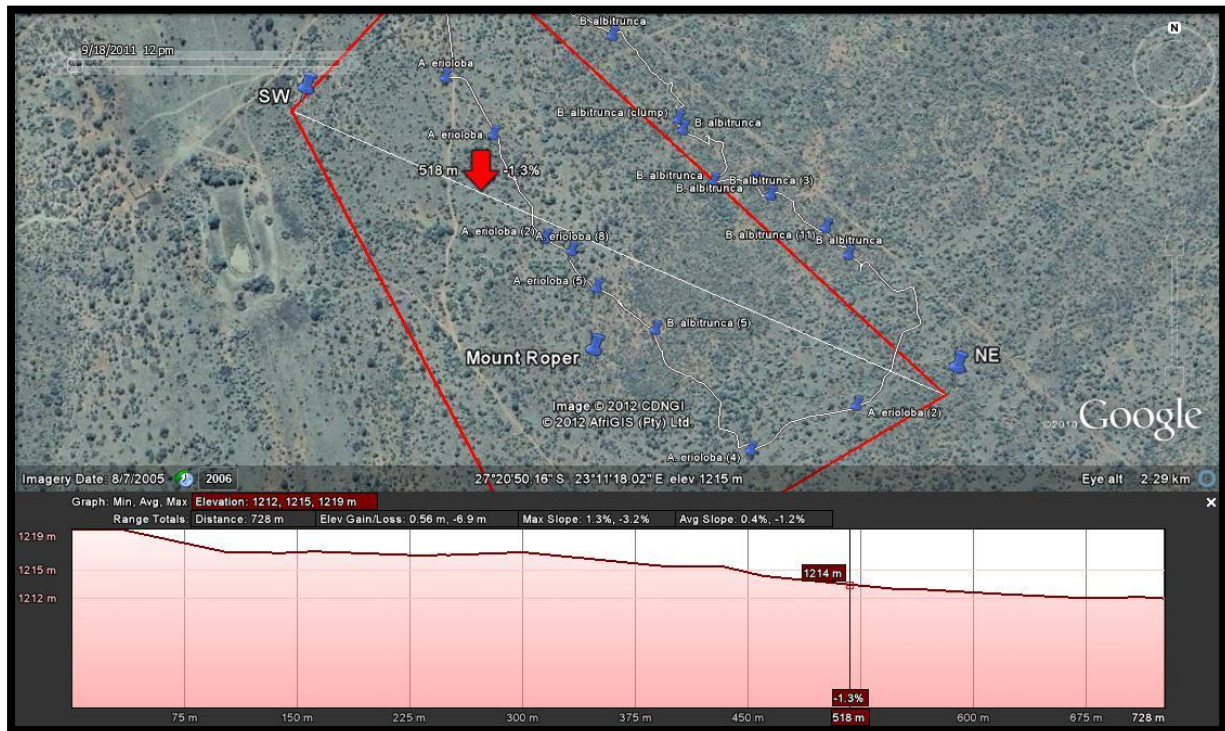 B. albitrunca
N
9/18/2011 12 pm
A. erioloba
SW
B. albitrunca (clump)
B. albitrunca
A. erioloba
518 m -1.3%
B. albitrunca
B. albitrunca (3)
B. albitrunca
A. erioloba (2)
A. erioloba (8)
B. albitrunca (11)
B. albitrunca
A. erioloba (5)
B. albitrunca (5)
Mount Roper
NE
Image © 2012 CDNGI
© 2012 AfriGIS (Pty) Ltd.
A. erioloba (2)
©2010 Google
A. erioloba (4)
Imagery Date: 8/7/2005 2006 27°20'50.16" S 23°11'18.02" E elev 1215 m Eye alt 2.29 km
Graph: Min, Avg, Max Elevation: 1212, 1215, 1219 m
Range Totals: Distance: 728 m Elev Gain/Loss: 0.56 m, -6.9 m Max Slope: 1.3%, -3.2% Avg Slope: 0.4%, -1.2%
1219 m
1215 m
1214 m
1212 m
-1.3%
75 m 150 m 225 m 300 m 375 m 450 m 518 m 600 m 675 m 728 m